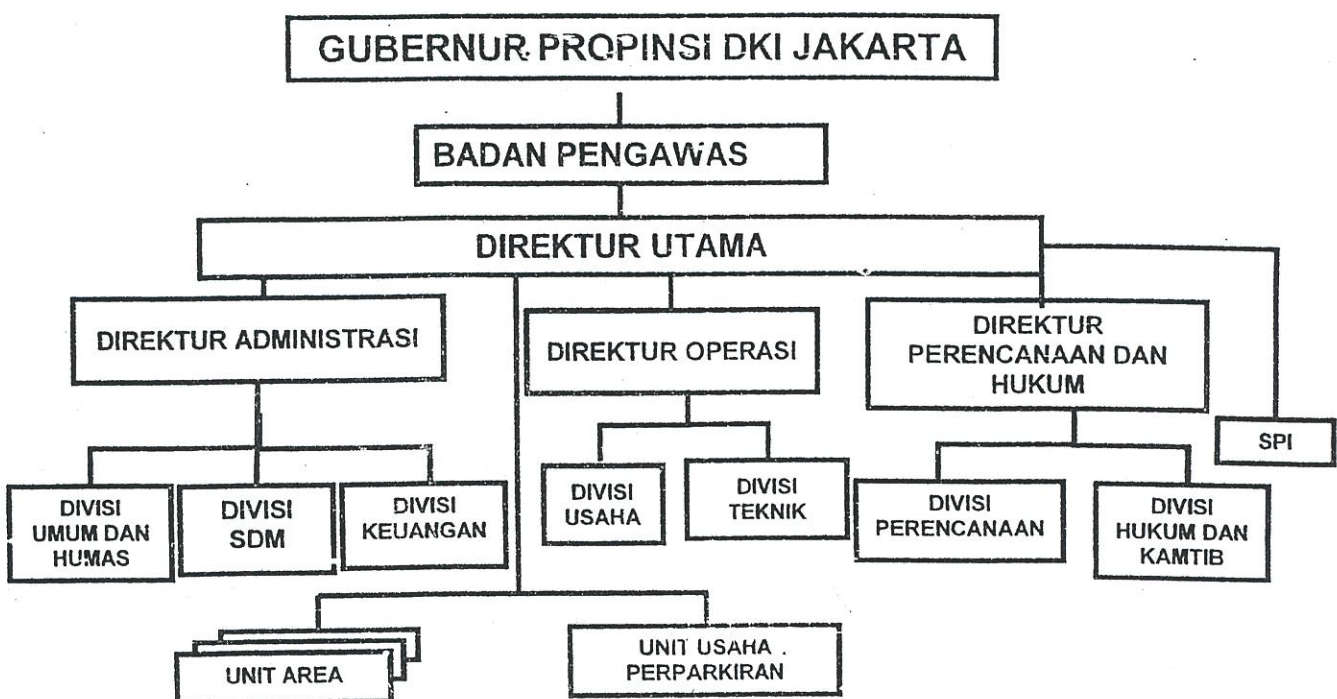 GUBERNUR PROPINSI DKI JAKARTA
BADAN PENGAWAS
DIREKTUR UTAMA
DIREKTUR ADMINISTRASI
DIREKTUR OPERASI
DIREKTUR
PERENCANAAN DAN
HUKUM
SPI
DIVISI
UMUM DAN
HUMAS
DIVISI
SDM
DIVISI
KEUANGAN
DIVISI
USAHA
DIVISI
TEKNIK
DIVISI
PERENCANAAN
DIVISI
HUKUM DAN
KAMTIB
UNIT AREA
UNIT USAHA
PERPARKIRAN